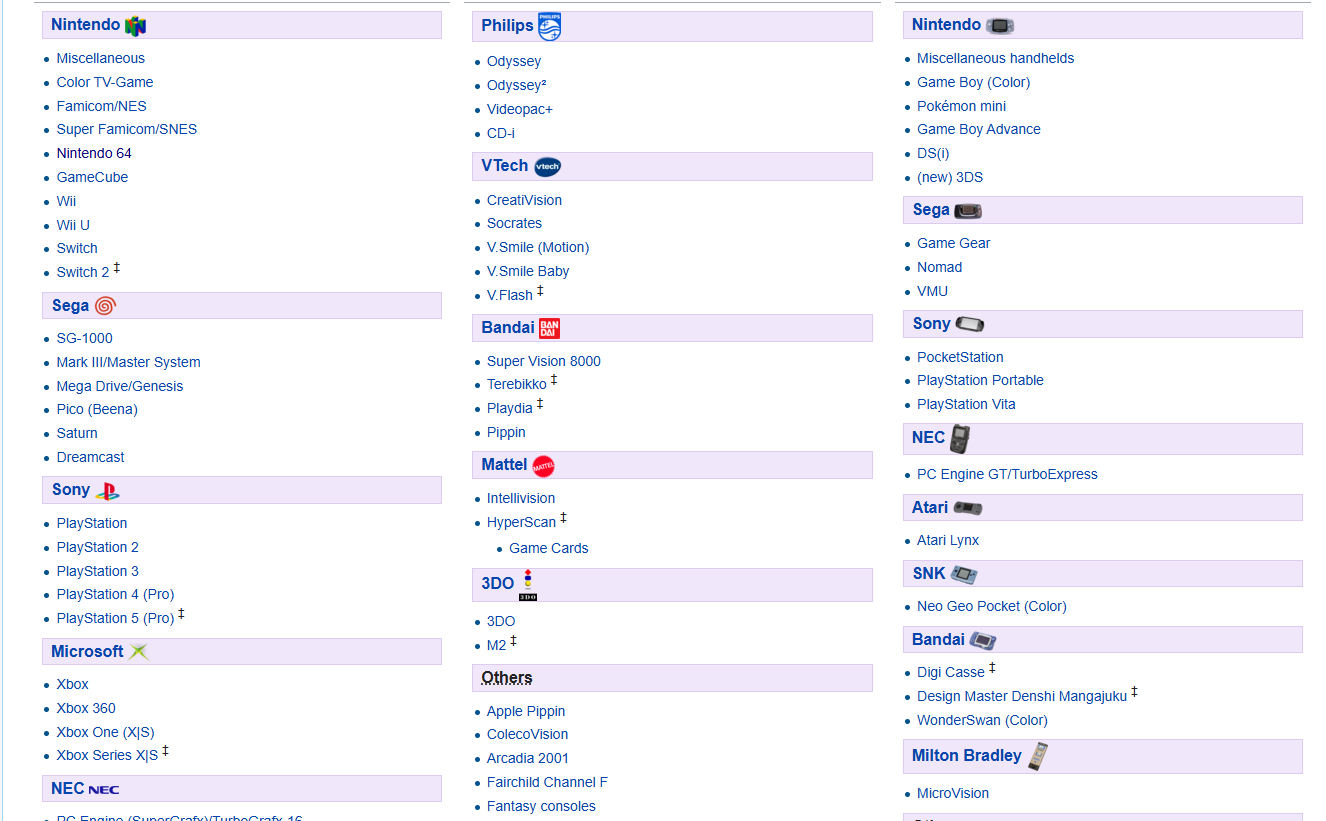 Nintendo
Miscellaneous
Color TV-Game
Famicom/NES
Super Famicom/SNES
Nintendo 64
GameCube
Wii
Wii U
Switch
Switch 2 ‡
Sega
SG-1000
Mark III/Master System
Mega Drive/Genesis
Pico (Beena)
Saturn
Dreamcast
Sony
PlayStation
PlayStation 2
PlayStation 3
PlayStation 4 (Pro)
PlayStation 5 (Pro) ‡
Microsoft
Xbox
Xbox 360
Xbox One (X|S)
Xbox Series X|S ‡
NEC NEC
PC Engine (SuperGrafx)/TurboGrafx-16
Philips PHILIPS
Odyssey
Odyssey²
Videopac+
CD-i
VTech vtech
CreatiVision
Socrates
V.Smile (Motion)
V.Smile Baby
V.Flash ‡
Bandai BAN DAI
Super Vision 8000
Terebikko ‡
Playdia ‡
Pippin
Mattel MATTEL
Intellivision
HyperScan ‡
Game Cards
3DO 3DO
3DO
M2 ‡
Others
Apple Pippin
ColecoVision
Arcadia 2001
Fairchild Channel F
Fantasy consoles
Nintendo
Miscellaneous handhelds
Game Boy (Color)
Pokémon mini
Game Boy Advance
DS(i)
(new) 3DS
Sega
Game Gear
Nomad
VMU
Sony
PocketStation
PlayStation Portable
PlayStation Vita
NEC
PC Engine GT/TurboExpress
Atari
Atari Lynx
SNK
Neo Geo Pocket (Color)
Bandai
Digi Casse ‡
Design Master Denshi Mangajuku ‡
WonderSwan (Color)
Milton Bradley
MicroVision